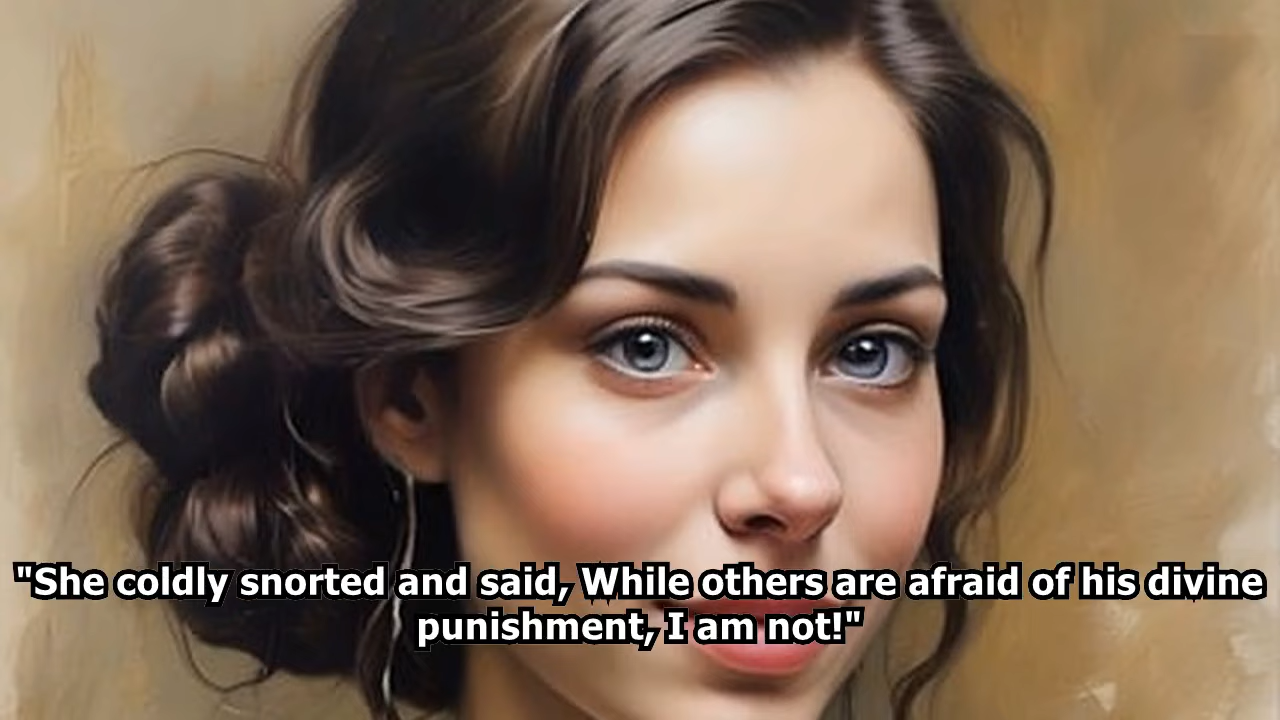 "She coldly snorted and said, While others are afraid of his divine
punishment, I am not!"